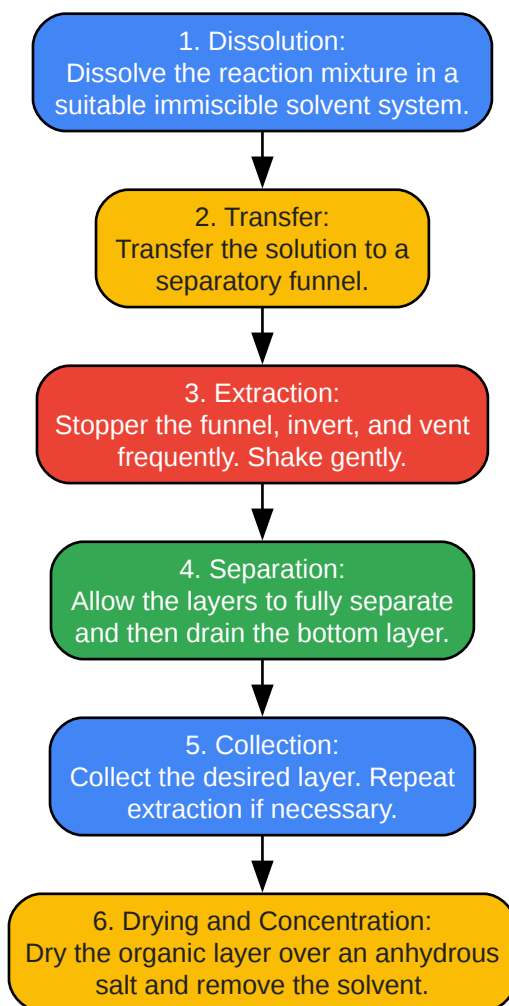 1. Dissolution:
Dissolve the reaction mixture in a
suitable immiscible solvent system.
2. Transfer:
Transfer the solution to a
separatory funnel.
3. Extraction:
Stopper the funnel, invert, and vent
frequently. Shake gently.
4. Separation:
Allow the layers to fully separate
and then drain the bottom layer.
5. Collection:
Collect the desired layer. Repeat
extraction if necessary.
6. Drying and Concentration:
Dry the organic layer over an anhydrous
salt and remove the solvent.